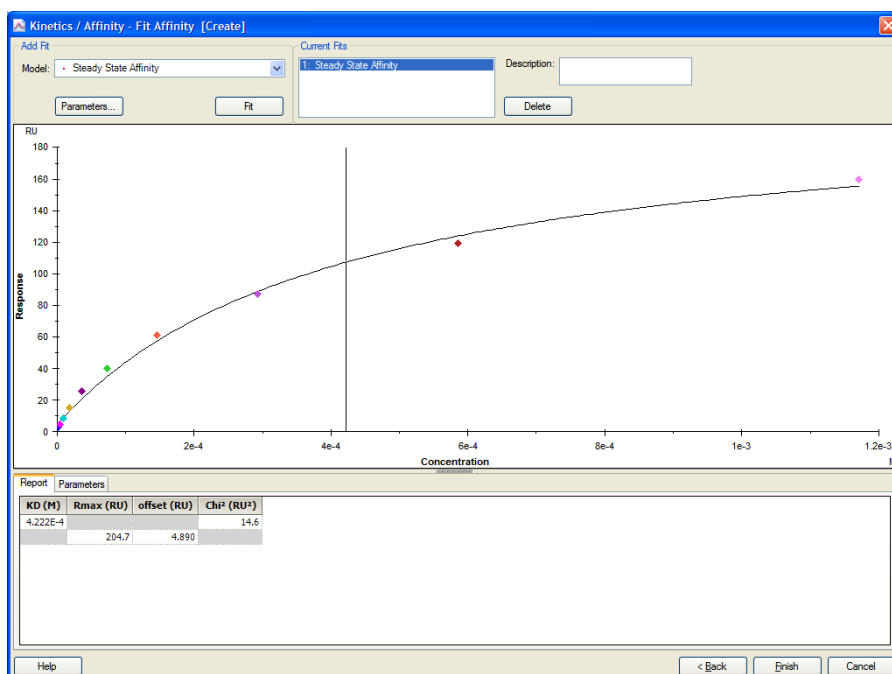 Kinetics / Affinity - Fit Affinity [Create]
Add Fit
Current Fits
Model: Steady State Affinity
1: Steady State Affinity
Description:
Parameters...
Fit
Delete
RU
180
160
140
120
100
80
60
40
20
0
Response
0 2e-4 4e-4 6e-4 8e-4 1e-3 1.2e-3
Concentration
Report Parameters
KD (M) Rmax (RU) offset (RU) Chi² (RU²)
4.222E-4 14.6
204.7 4.890
Help < Back Finish Cancel